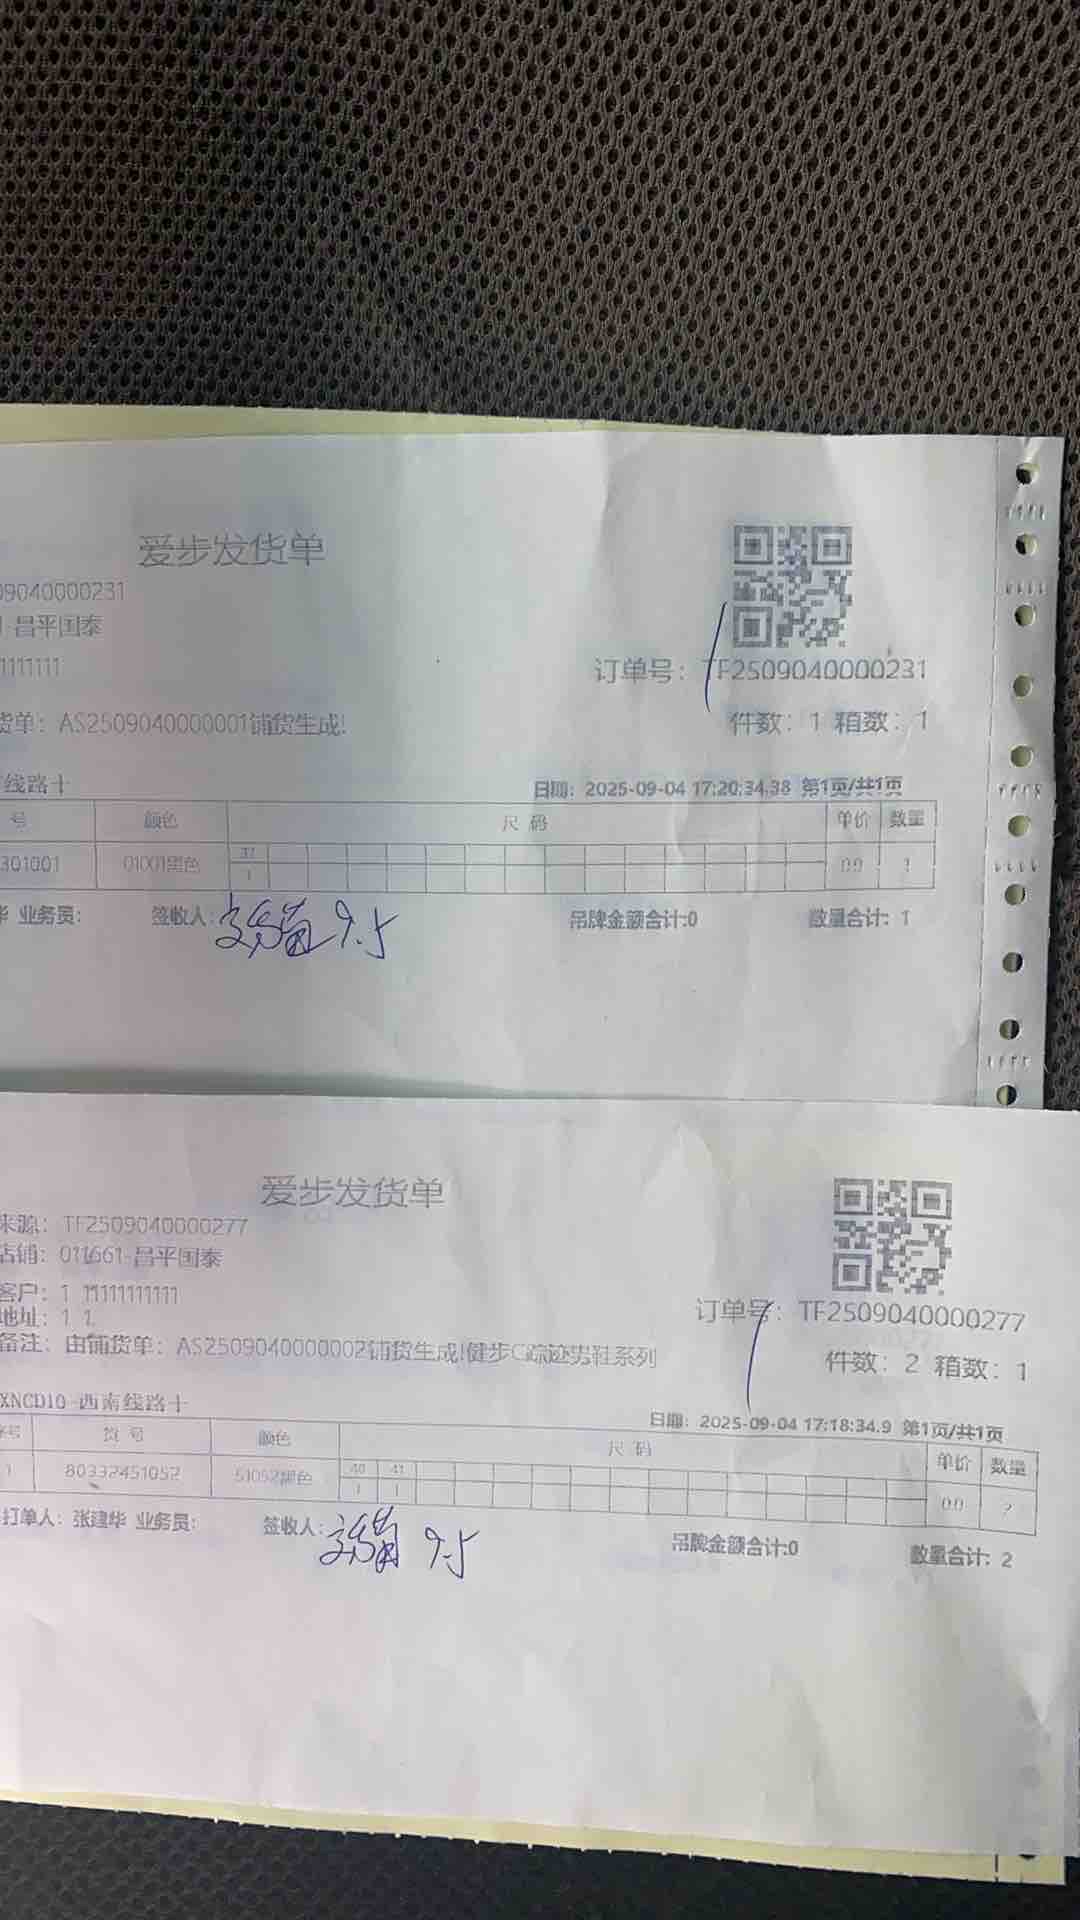 爱步发货单
09040000231
昌平国泰
1111111
订单号：TF2509040000231
货单：AS2509040000001铺货生成!
件数：1 箱数：1
线路十
日期：2025-09-04 17:20:34.38 第1页/共1页
号 颜色 尺 码 单价 数量
301001 01001黑色 37 1 0.0 1
华 业务员: 签收人: 9.5 吊牌金额合计:0 数量合计: 1
爱步发货单
来源：TF2509040000277
店铺：011661-昌平国泰
客户：1 11111111111
地址：1 1
订单号：TF2509040000277
备注：由铺货单：AS2509040000002铺货生成!健步C踪迹男鞋系列
件数：2 箱数：1
XNCD10-西南线路十
日期：2025-09-04 17:18:34.9 第1页/共1页
序号 货 号 颜色 尺 码 单价 数量
1 80332451052 51052黑色 40 41 1 1 0.0 2
打单人：张建华 业务员: 签收人: 9.5 吊牌金额合计:0 数量合计: 2